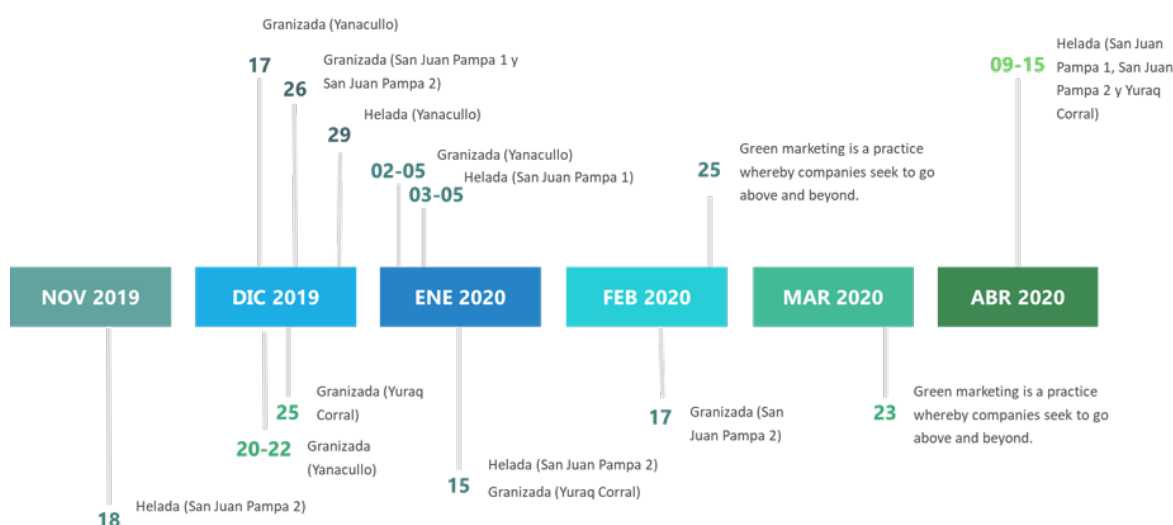 Granizada (Yanacullo)
17
26
Granizada (San Juan Pampa 1 y
San Juan Pampa 2)
29
Helada (Yanacullo)
02-05
Granizada (Yanacullo)
03-05
Helada (San Juan Pampa 1)
25
Green marketing is a practice
whereby companies seek to go
above and beyond.
09-15
Helada (San Juan
Pampa 1, San Juan
Pampa 2 y Yuraq
Corral)
NOV 2019
DIC 2019
ENE 2020
FEB 2020
MAR 2020
ABR 2020
18
Helada (San Juan Pampa 2)
25
Granizada (Yuraq
Corral)
20-22
Granizada
(Yanacullo)
15
Helada (San Juan Pampa 2)
Granizada (Yuraq Corral)
17
Granizada (San
Juan Pampa 2)
23
Green marketing is a practice
whereby companies seek to go
above and beyond.